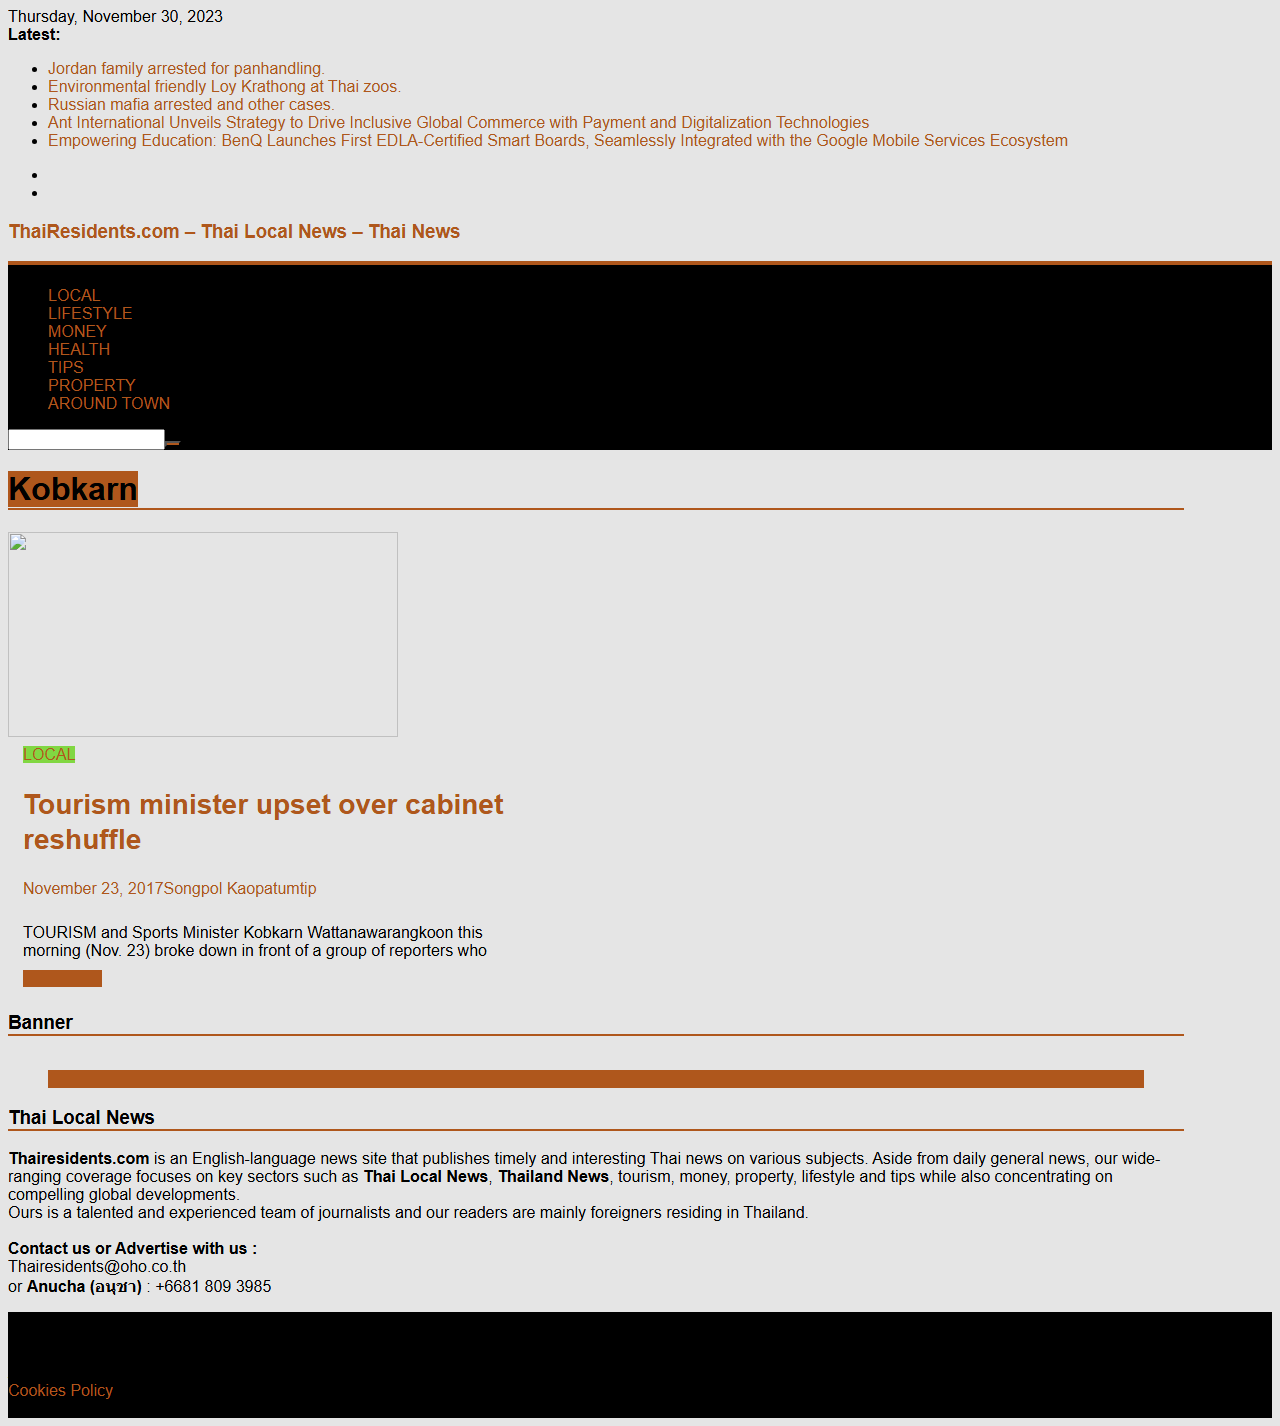 Thursday, November 30, 2023
Latest:
Jordan family arrested for panhandling.
Environmental friendly Loy Krathong at Thai zoos.
Russian mafia arrested and other cases.
Ant International Unveils Strategy to Drive Inclusive Global Commerce with Payment and Digitalization Technologies
Empowering Education: BenQ Launches First EDLA-Certified Smart Boards, Seamlessly Integrated with the Google Mobile Services Ecosystem
ThaiResidents.com – Thai Local News – Thai News
LOCAL
LIFESTYLE
MONEY
HEALTH
TIPS
PROPERTY
AROUND TOWN
Kobkarn
LOCAL
Tourism minister upset over cabinet
reshuffle
November 23, 2017Songpol Kaopatumtip
TOURISM and Sports Minister Kobkarn Wattanawarangkoon this
morning (Nov. 23) broke down in front of a group of reporters who
Banner
Thai Local News
Thairesidents.com is an English-language news site that publishes timely and interesting Thai news on various subjects. Aside from daily general news, our wide-
ranging coverage focuses on key sectors such as Thai Local News, Thailand News, tourism, money, property, lifestyle and tips while also concentrating on
compelling global developments.
Ours is a talented and experienced team of journalists and our readers are mainly foreigners residing in Thailand.
Contact us or Advertise with us :
Thairesidents@oho.co.th
or Anucha (อนุชา) : +6681 809 3985
Cookies Policy